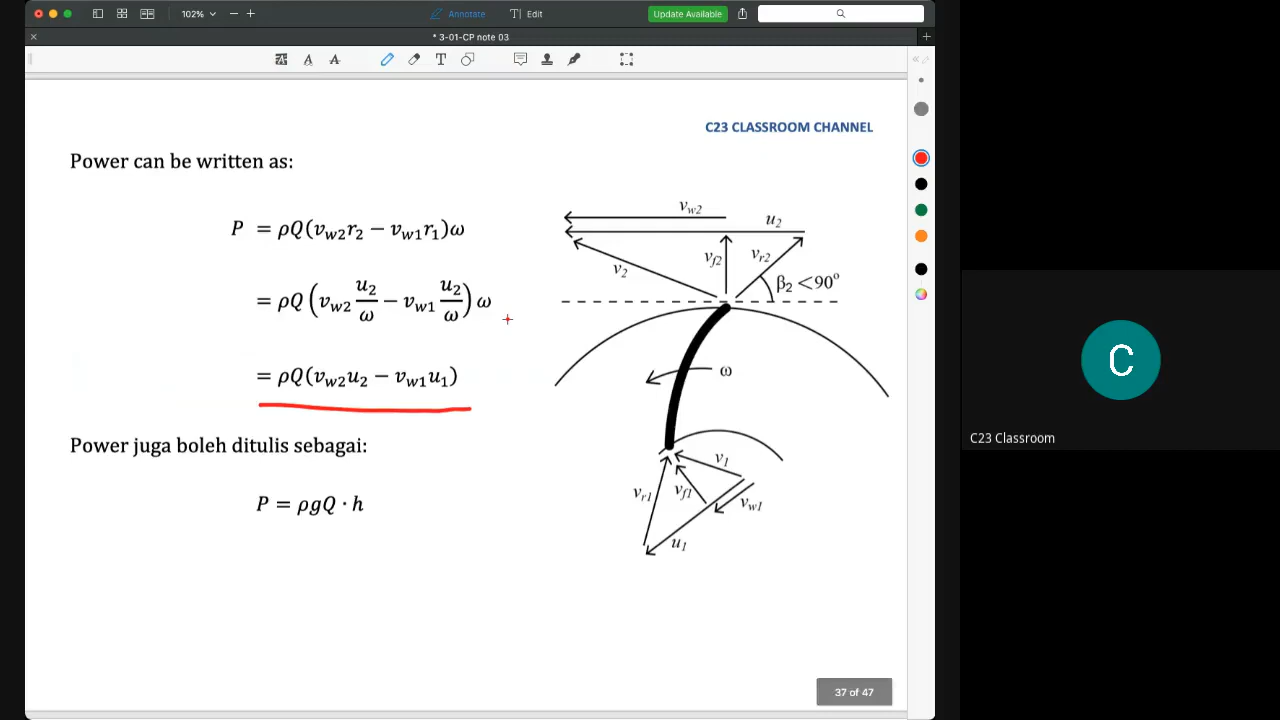 102%
Annotate
Edit
Update Available
* 3-01-CP note 03
C23 CLASSROOM CHANNEL
Power can be written as:
P = ρQ(v_w2 r_2 − v_w1 r_1)ω
= ρQ (v_w2 u_2/ω − v_w1 u_2/ω) ω
= ρQ(v_w2 u_2 − v_w1 u_1)
Power juga boleh ditulis sebagai:
P = ρgQ · h
v_w2
u_2
v_2
v_f2
v_r2
β_2 <90°
ω
v_1
v_r1
v_f1
v_w1
u_1
37 of 47
C
C23 Classroom